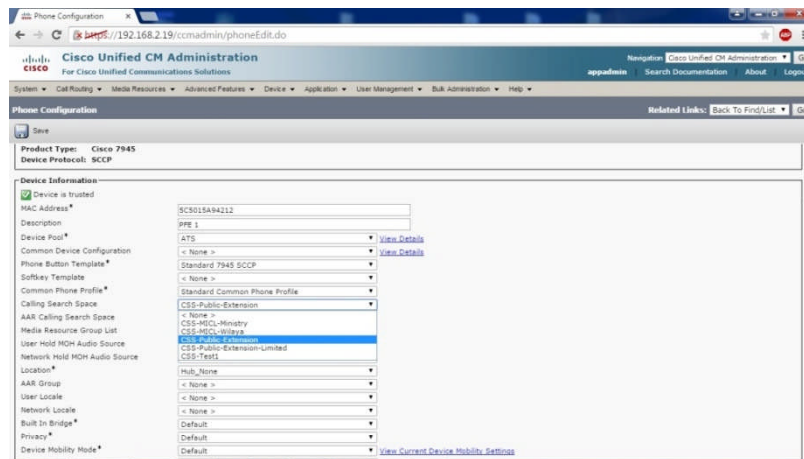 Phone Configuration
https://192.168.2.19/ccmadmin/phoneEdit.do
ABP
cisco
Cisco Unified CM Administration
For Cisco Unified Communications Solutions
Navigation Cisco Unified CM Administration
appadmin Search Documentation About Logou
System Call Routing Media Resources Advanced Features Device Application User Management Bulk Administration Help
Phone Configuration
Related Links: Back To Find/List
Save
Product Type: Cisco 7945
Device Protocol: SCCP
Device Information
Device is trusted
MAC Address* 5C5015A94212
Description PFE 1
Device Pool* ATS View Details
Common Device Configuration < None > View Details
Phone Button Template* Standard 7945 SCCP
Softkey Template < None >
Common Phone Profile* Standard Common Phone Profile
Calling Search Space CSS-Public-Extension
AAR Calling Search Space
Media Resource Group List
User Hold MOH Audio Source
Network Hold MOH Audio Source
< None >
CSS-MICL-Ministry
CSS-MICL-Wilaya
CSS-Public-Extension
CSS-Public-Extension-Limited
CSS-Test1
Location* Hub_None
AAR Group < None >
User Locale < None >
Network Locale < None >
Built In Bridge* Default
Privacy* Default
Device Mobility Mode* Default View Current Device Mobility Settings